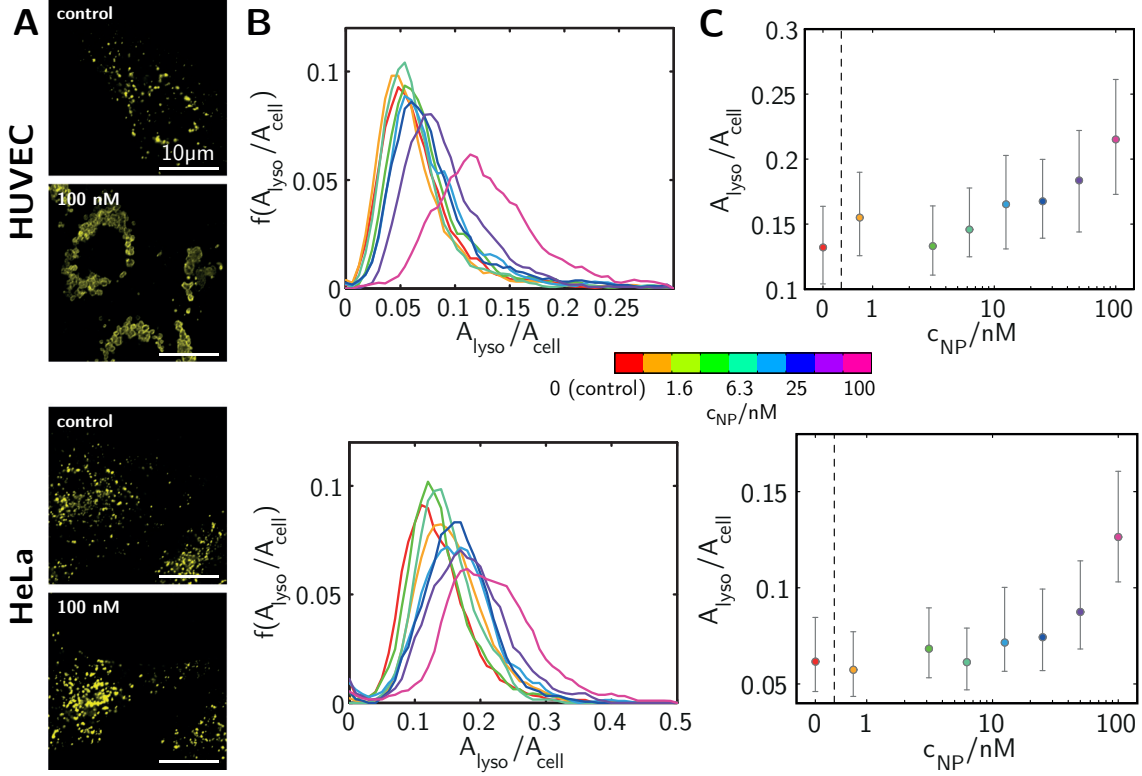 A
B
C
HUVEC
control
10μm
100 nM
f(A_lyso/A_cell)
0.1
0.05
0
0 0.05 0.1 0.15 0.2 0.25
A_lyso/A_cell
A_lyso/A_cell
0.3
0.25
0.2
0.15
0.1
0 1 10 100
c_NP/nM
0 (control) 1.6 6.3 25 100
c_NP/nM
HeLa
control
100 nM
f(A_lyso/A_cell)
0.1
0.05
0
0 0.1 0.2 0.3 0.4 0.5
A_lyso/A_cell
A_lyso/A_cell
0.15
0.1
0.05
0 1 10 100
c_NP/nM